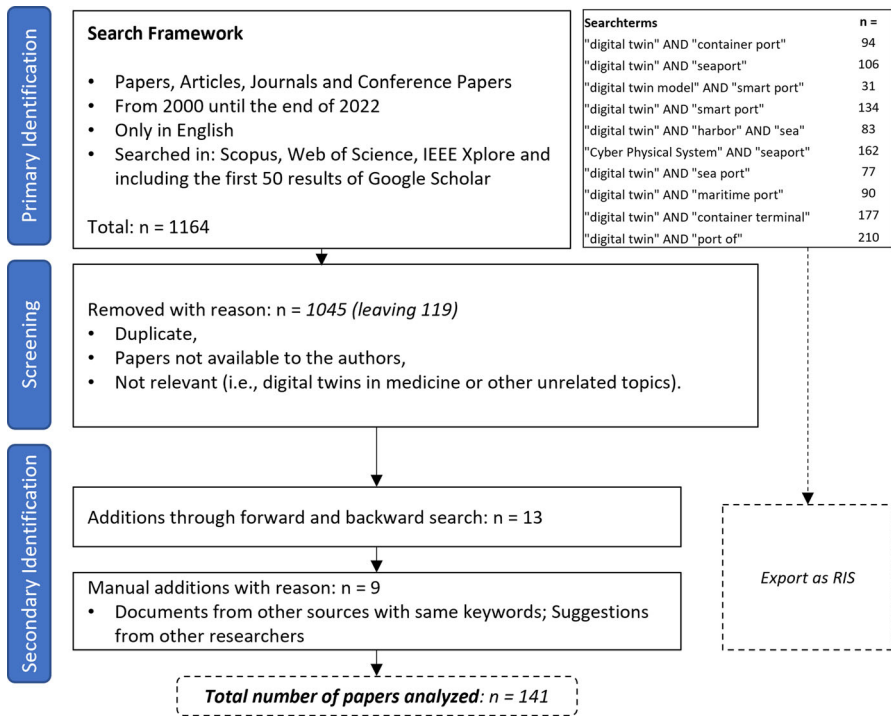 Primary Identification
Search Framework
• Papers, Articles, Journals and Conference Papers
• From 2000 until the end of 2022
• Only in English
• Searched in: Scopus, Web of Science, IEEE Xplore and
including the first 50 results of Google Scholar
Total: n = 1164
Searchterms n =
"digital twin" AND "container port" 94
"digital twin" AND "seaport" 106
"digital twin model" AND "smart port" 31
"digital twin" AND "smart port" 134
"digital twin" AND "harbor" AND "sea" 83
"Cyber Physical System" AND "seaport" 162
"digital twin" AND "sea port" 77
"digital twin" AND "maritime port" 90
"digital twin" AND "container terminal" 177
"digital twin" AND "port of" 210
Screening
Removed with reason: n = 1045 (leaving 119)
• Duplicate,
• Papers not available to the authors,
• Not relevant (i.e., digital twins in medicine or other unrelated topics).
Secondary Identification
Additions through forward and backward search: n = 13
Manual additions with reason: n = 9
• Documents from other sources with same keywords; Suggestions
from other researchers
Export as RIS
Total number of papers analyzed: n = 141